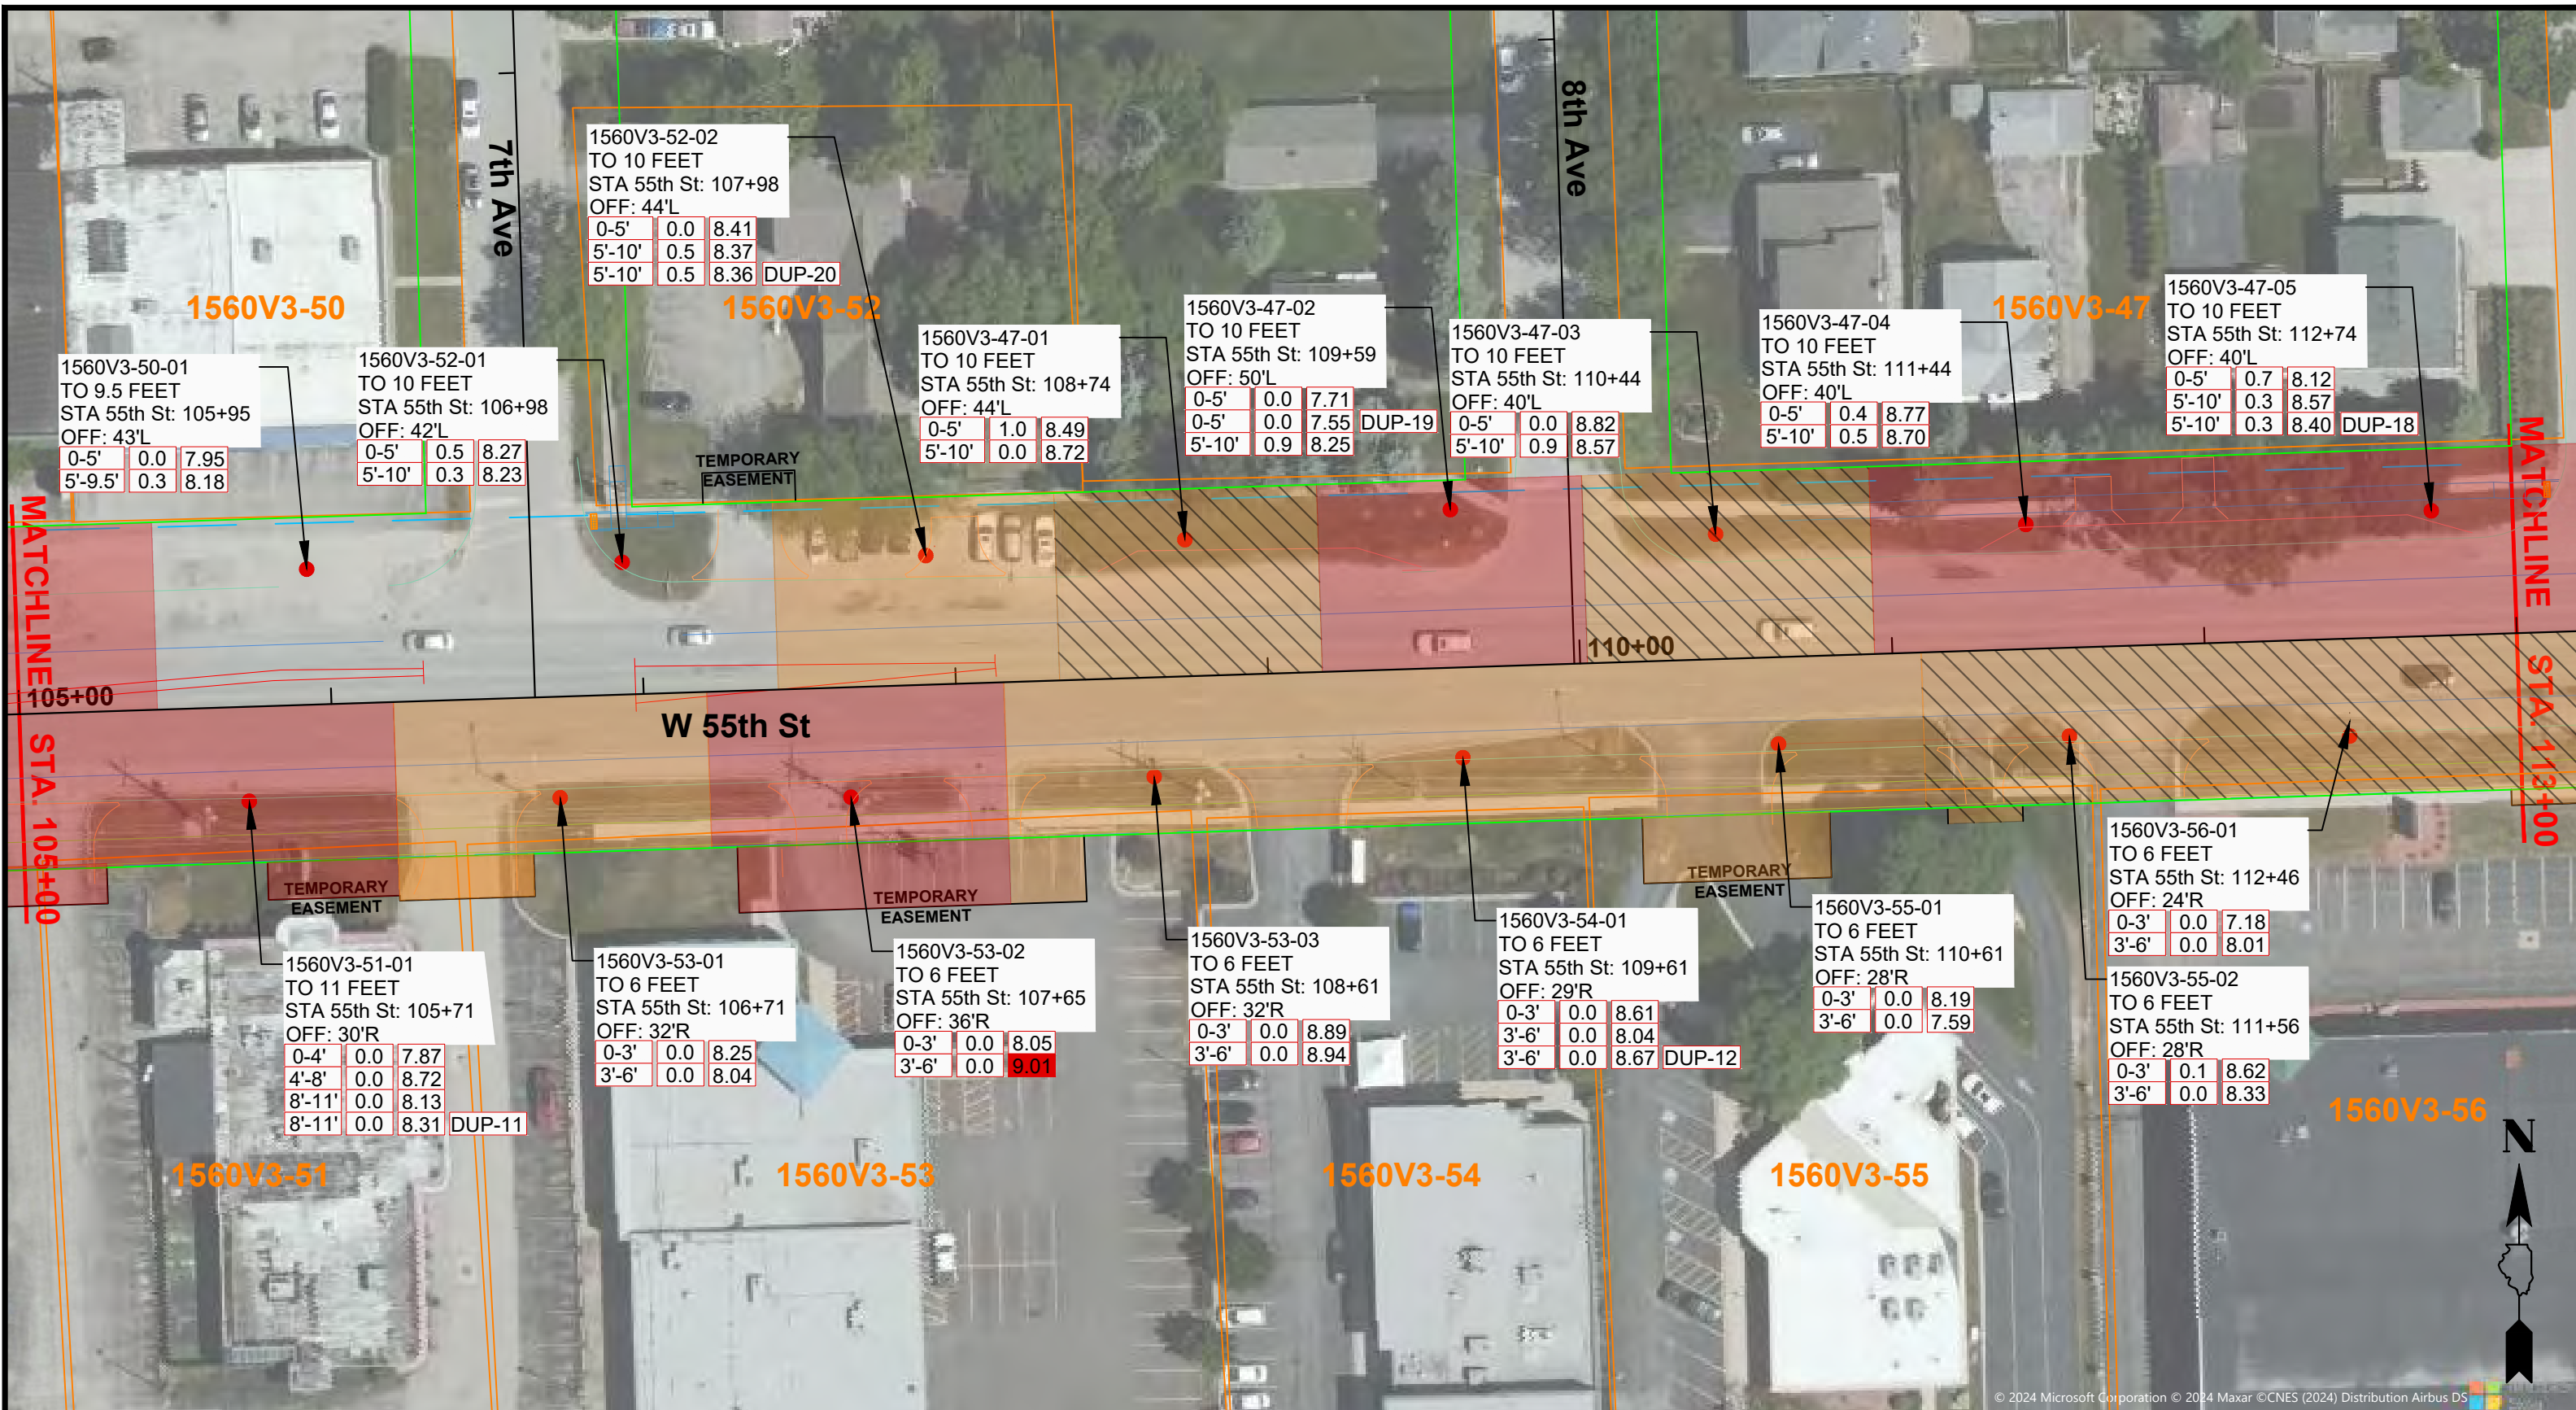 7th Ave
8th Ave
1560V3-52-02
TO 10 FEET
STA 55th St: 107+98
OFF: 44'L
0-5' 0.0 8.41
5'-10' 0.5 8.37
5'-10' 0.5 8.36 DUP-20
1560V3-50
1560V3-52
1560V3-47
1560V3-50-01
TO 9.5 FEET
STA 55th St: 105+95
OFF: 43'L
0-5' 0.0 7.95
5'-9.5' 0.3 8.18
1560V3-52-01
TO 10 FEET
STA 55th St: 106+98
OFF: 42'L
0-5' 0.5 8.27
5'-10' 0.3 8.23
1560V3-47-01
TO 10 FEET
STA 55th St: 108+74
OFF: 44'L
0-5' 1.0 8.49
5'-10' 0.0 8.72
1560V3-47-02
TO 10 FEET
STA 55th St: 109+59
OFF: 50'L
0-5' 0.0 7.71
0-5' 0.0 7.55 DUP-19
5'-10' 0.9 8.25
1560V3-47-03
TO 10 FEET
STA 55th St: 110+44
OFF: 40'L
0-5' 0.0 8.82
5'-10' 0.9 8.57
1560V3-47-04
TO 10 FEET
STA 55th St: 111+44
OFF: 40'L
0-5' 0.4 8.77
5'-10' 0.5 8.70
1560V3-47-05
TO 10 FEET
STA 55th St: 112+74
OFF: 40'L
0-5' 0.7 8.12
5'-10' 0.3 8.57
5'-10' 0.3 8.40 DUP-18
TEMPORARY
EASEMENT
MATCHLINE STA. 105+00
MATCHLINE STA. 113+00
105+00
110+00
W 55th St
TEMPORARY
EASEMENT
TEMPORARY
EASEMENT
TEMPORARY
EASEMENT
1560V3-51-01
TO 11 FEET
STA 55th St: 105+71
OFF: 30'R
0-4' 0.0 7.87
4'-8' 0.0 8.72
8'-11' 0.0 8.13
8'-11' 0.0 8.31 DUP-11
1560V3-53-01
TO 6 FEET
STA 55th St: 106+71
OFF: 32'R
0-3' 0.0 8.25
3'-6' 0.0 8.04
1560V3-53-02
TO 6 FEET
STA 55th St: 107+65
OFF: 36'R
0-3' 0.0 8.05
3'-6' 0.0 9.01
1560V3-53-03
TO 6 FEET
STA 55th St: 108+61
OFF: 32'R
0-3' 0.0 8.89
3'-6' 0.0 8.94
1560V3-54-01
TO 6 FEET
STA 55th St: 109+61
OFF: 29'R
0-3' 0.0 8.61
3'-6' 0.0 8.04
3'-6' 0.0 8.67 DUP-12
1560V3-55-01
TO 6 FEET
STA 55th St: 110+61
OFF: 28'R
0-3' 0.0 8.19
3'-6' 0.0 7.59
1560V3-56-01
TO 6 FEET
STA 55th St: 112+46
OFF: 24'R
0-3' 0.0 7.18
3'-6' 0.0 8.01
1560V3-55-02
TO 6 FEET
STA 55th St: 111+56
OFF: 28'R
0-3' 0.1 8.62
3'-6' 0.0 8.33
1560V3-51
1560V3-53
1560V3-54
1560V3-55
1560V3-56
N
© 2024 Microsoft Corporation © 2024 Maxar ©CNES (2024) Distribution Airbus DS